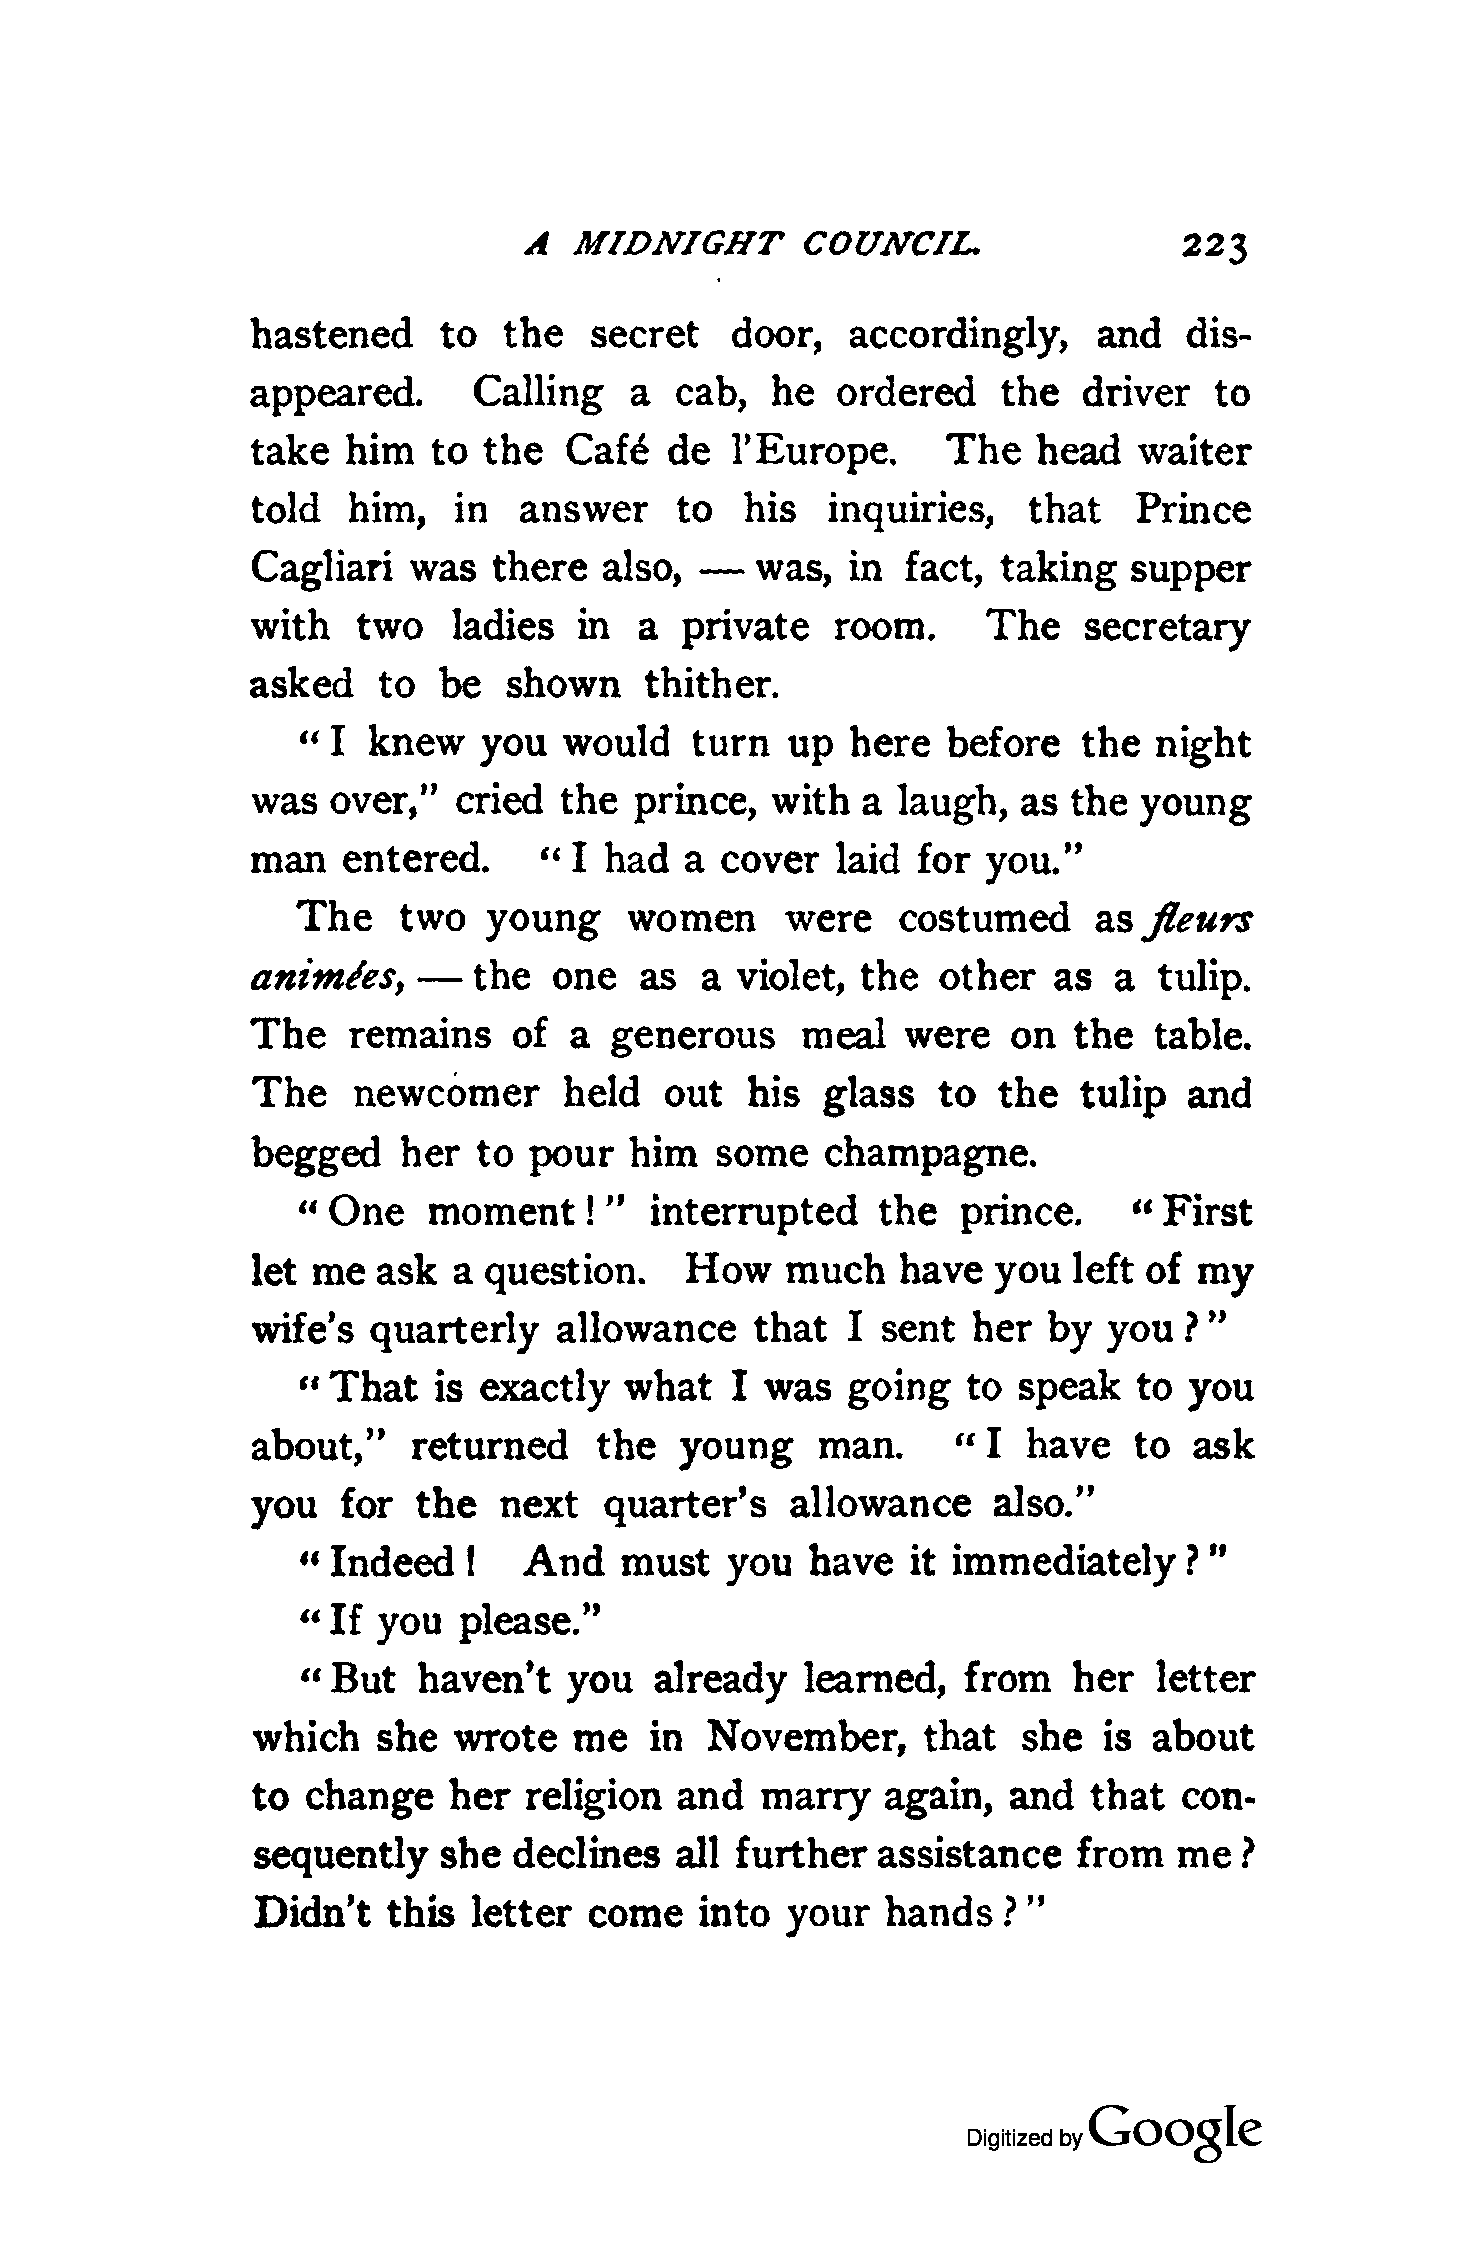 A MIDNIGHT COUNCIL. 223
hastened to the secret door, accordingly, and dis-
appeared. Calling a cab, he ordered the driver to
take him to the Café de l'Europe. The head waiter
told him, in answer to his inquiries, that Prince
Cagliari was there also, — was, in fact, taking supper
with two ladies in a private room. The secretary
asked to be shown thither.
"I knew you would turn up here before the night
was over," cried the prince, with a laugh, as the young
man entered. "I had a cover laid for you."
The two young women were costumed as fleurs
animées, — the one as a violet, the other as a tulip.
The remains of a generous meal were on the table.
The newcomer held out his glass to the tulip and
begged her to pour him some champagne.
"One moment!" interrupted the prince. "First
let me ask a question. How much have you left of my
wife's quarterly allowance that I sent her by you?"
"That is exactly what I was going to speak to you
about," returned the young man. "I have to ask
you for the next quarter's allowance also."
"Indeed! And must you have it immediately?"
"If you please."
"But haven't you already learned, from her letter
which she wrote me in November, that she is about
to change her religion and marry again, and that con-
sequently she declines all further assistance from me?
Didn't this letter come into your hands?"
Digitized by Google